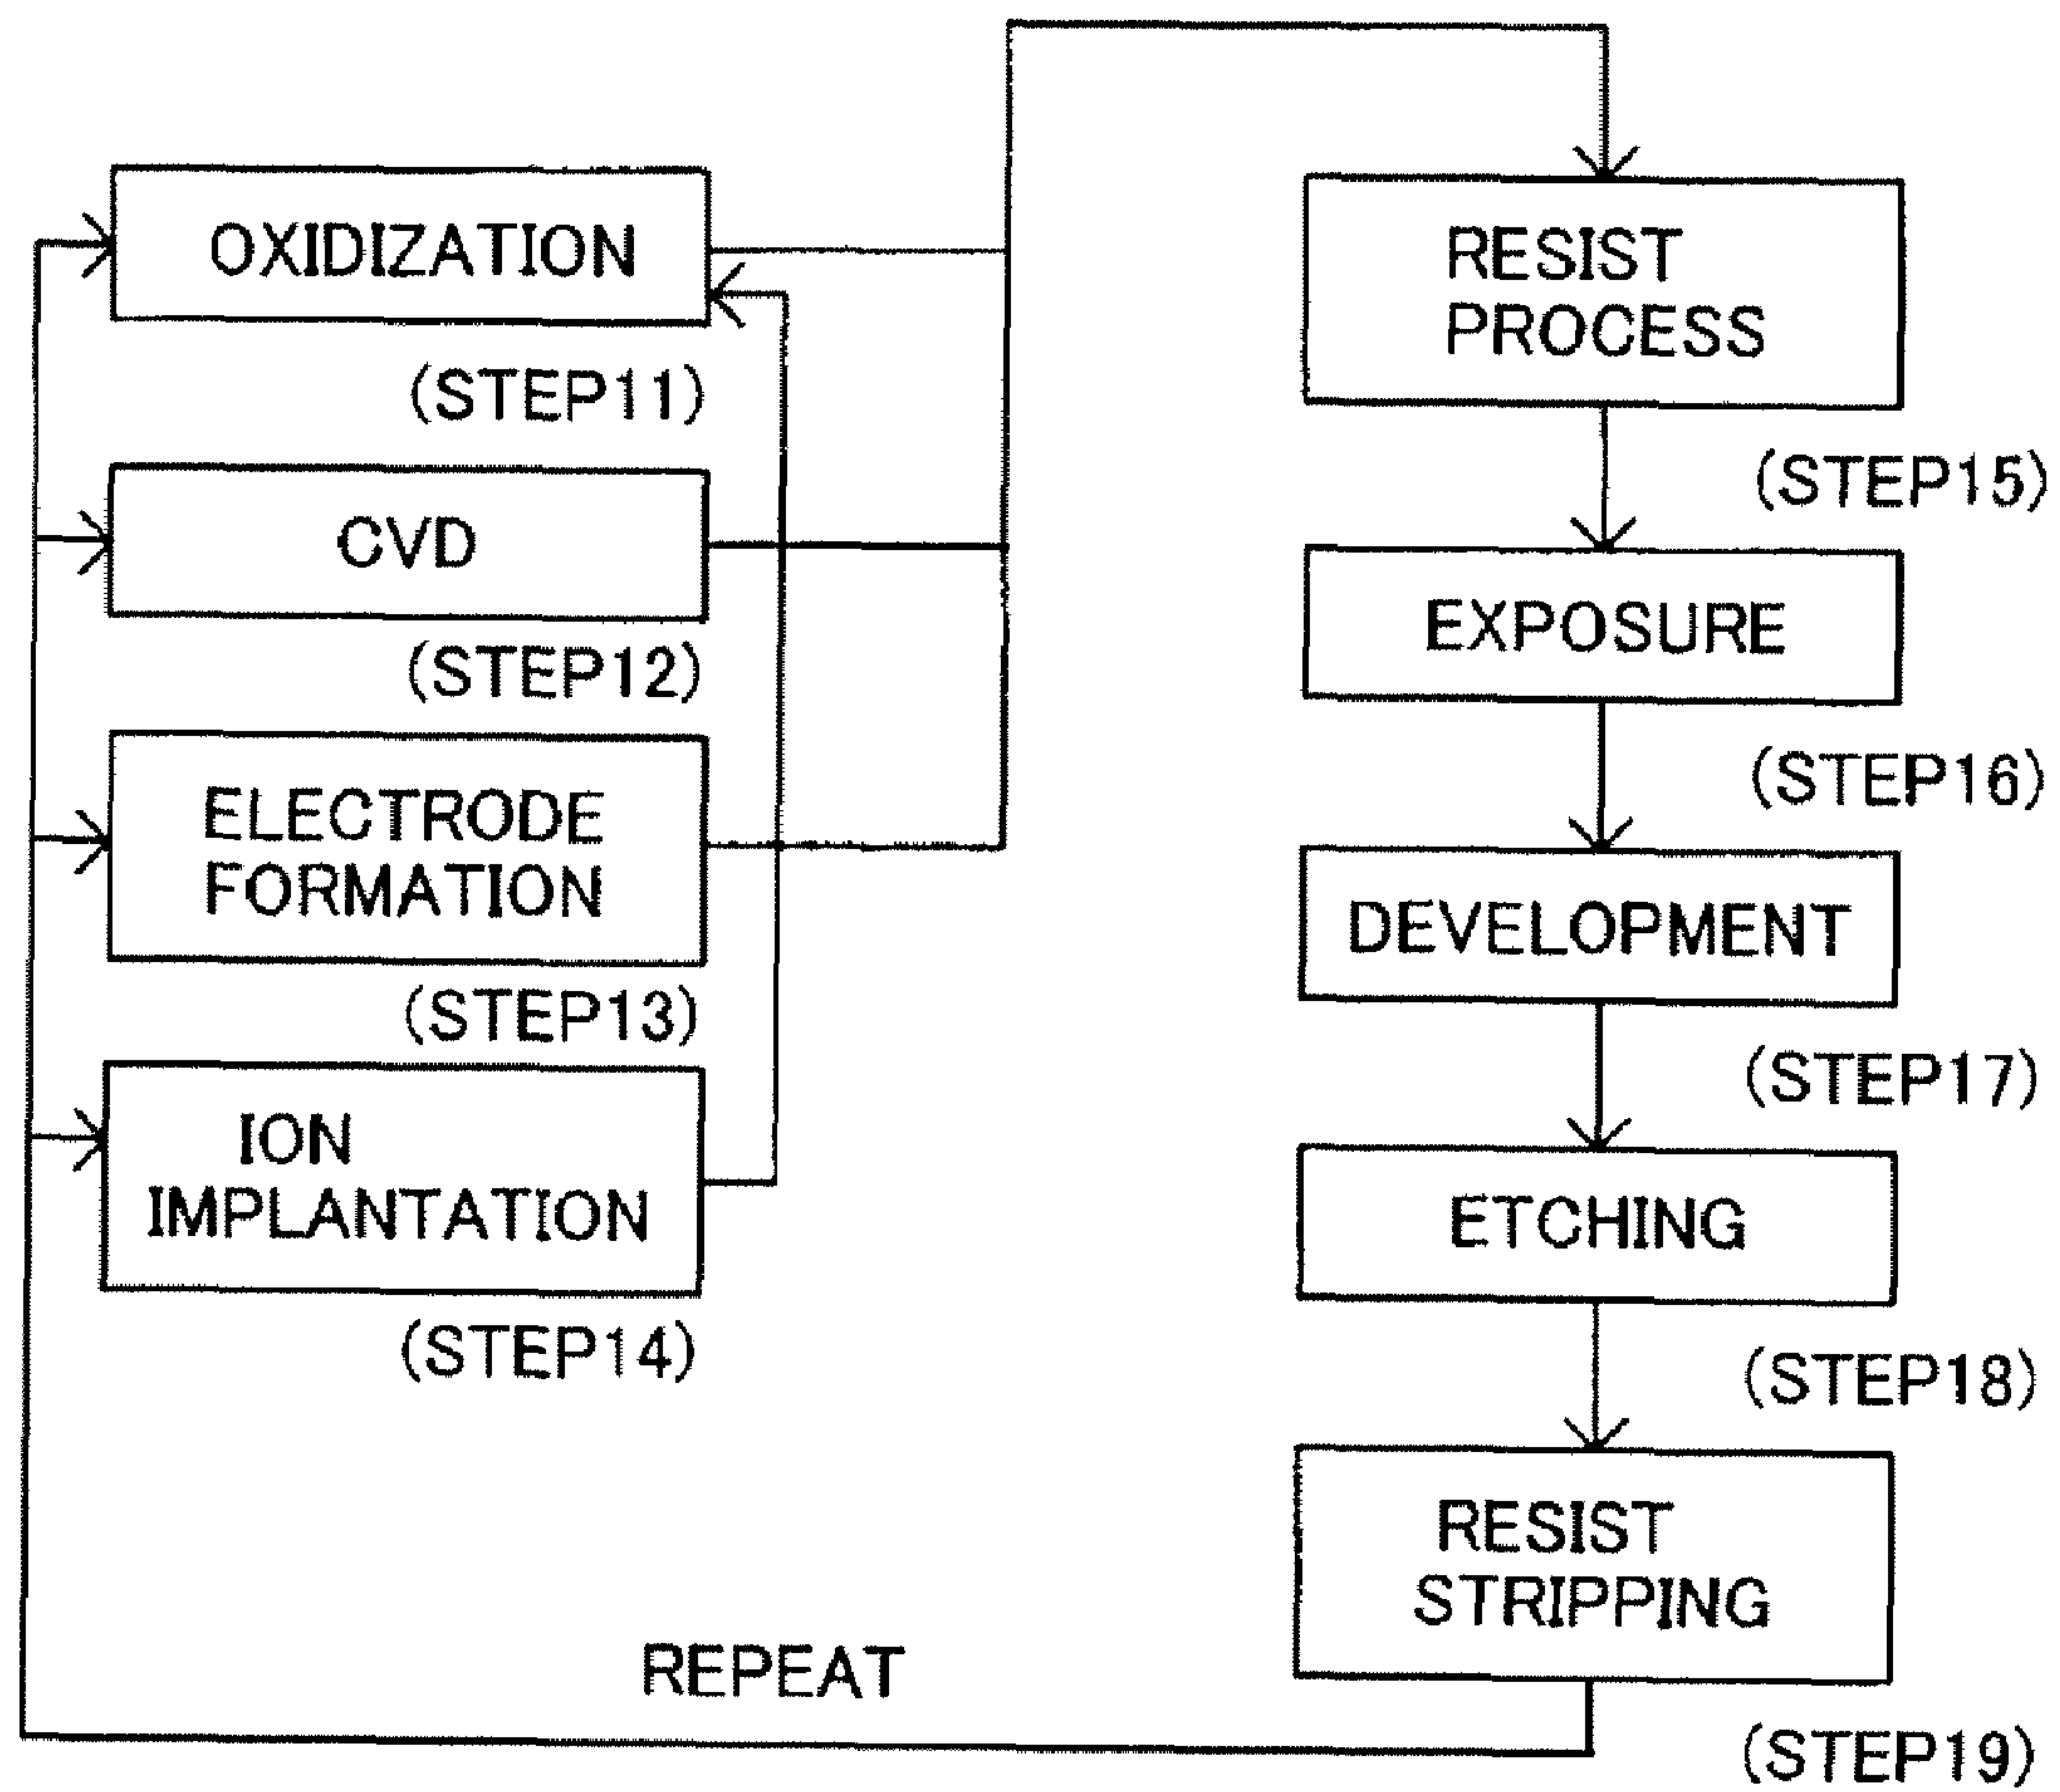 OXIDIZATION
(STEP11)
CVD
(STEP12)
ELECTRODE
FORMATION
(STEP13)
ION
IMPLANTATION
(STEP14)
RESIST
PROCESS
(STEP15)
EXPOSURE
(STEP16)
DEVELOPMENT
(STEP17)
ETCHING
(STEP18)
RESIST
STRIPPING
(STEP19)
REPEAT